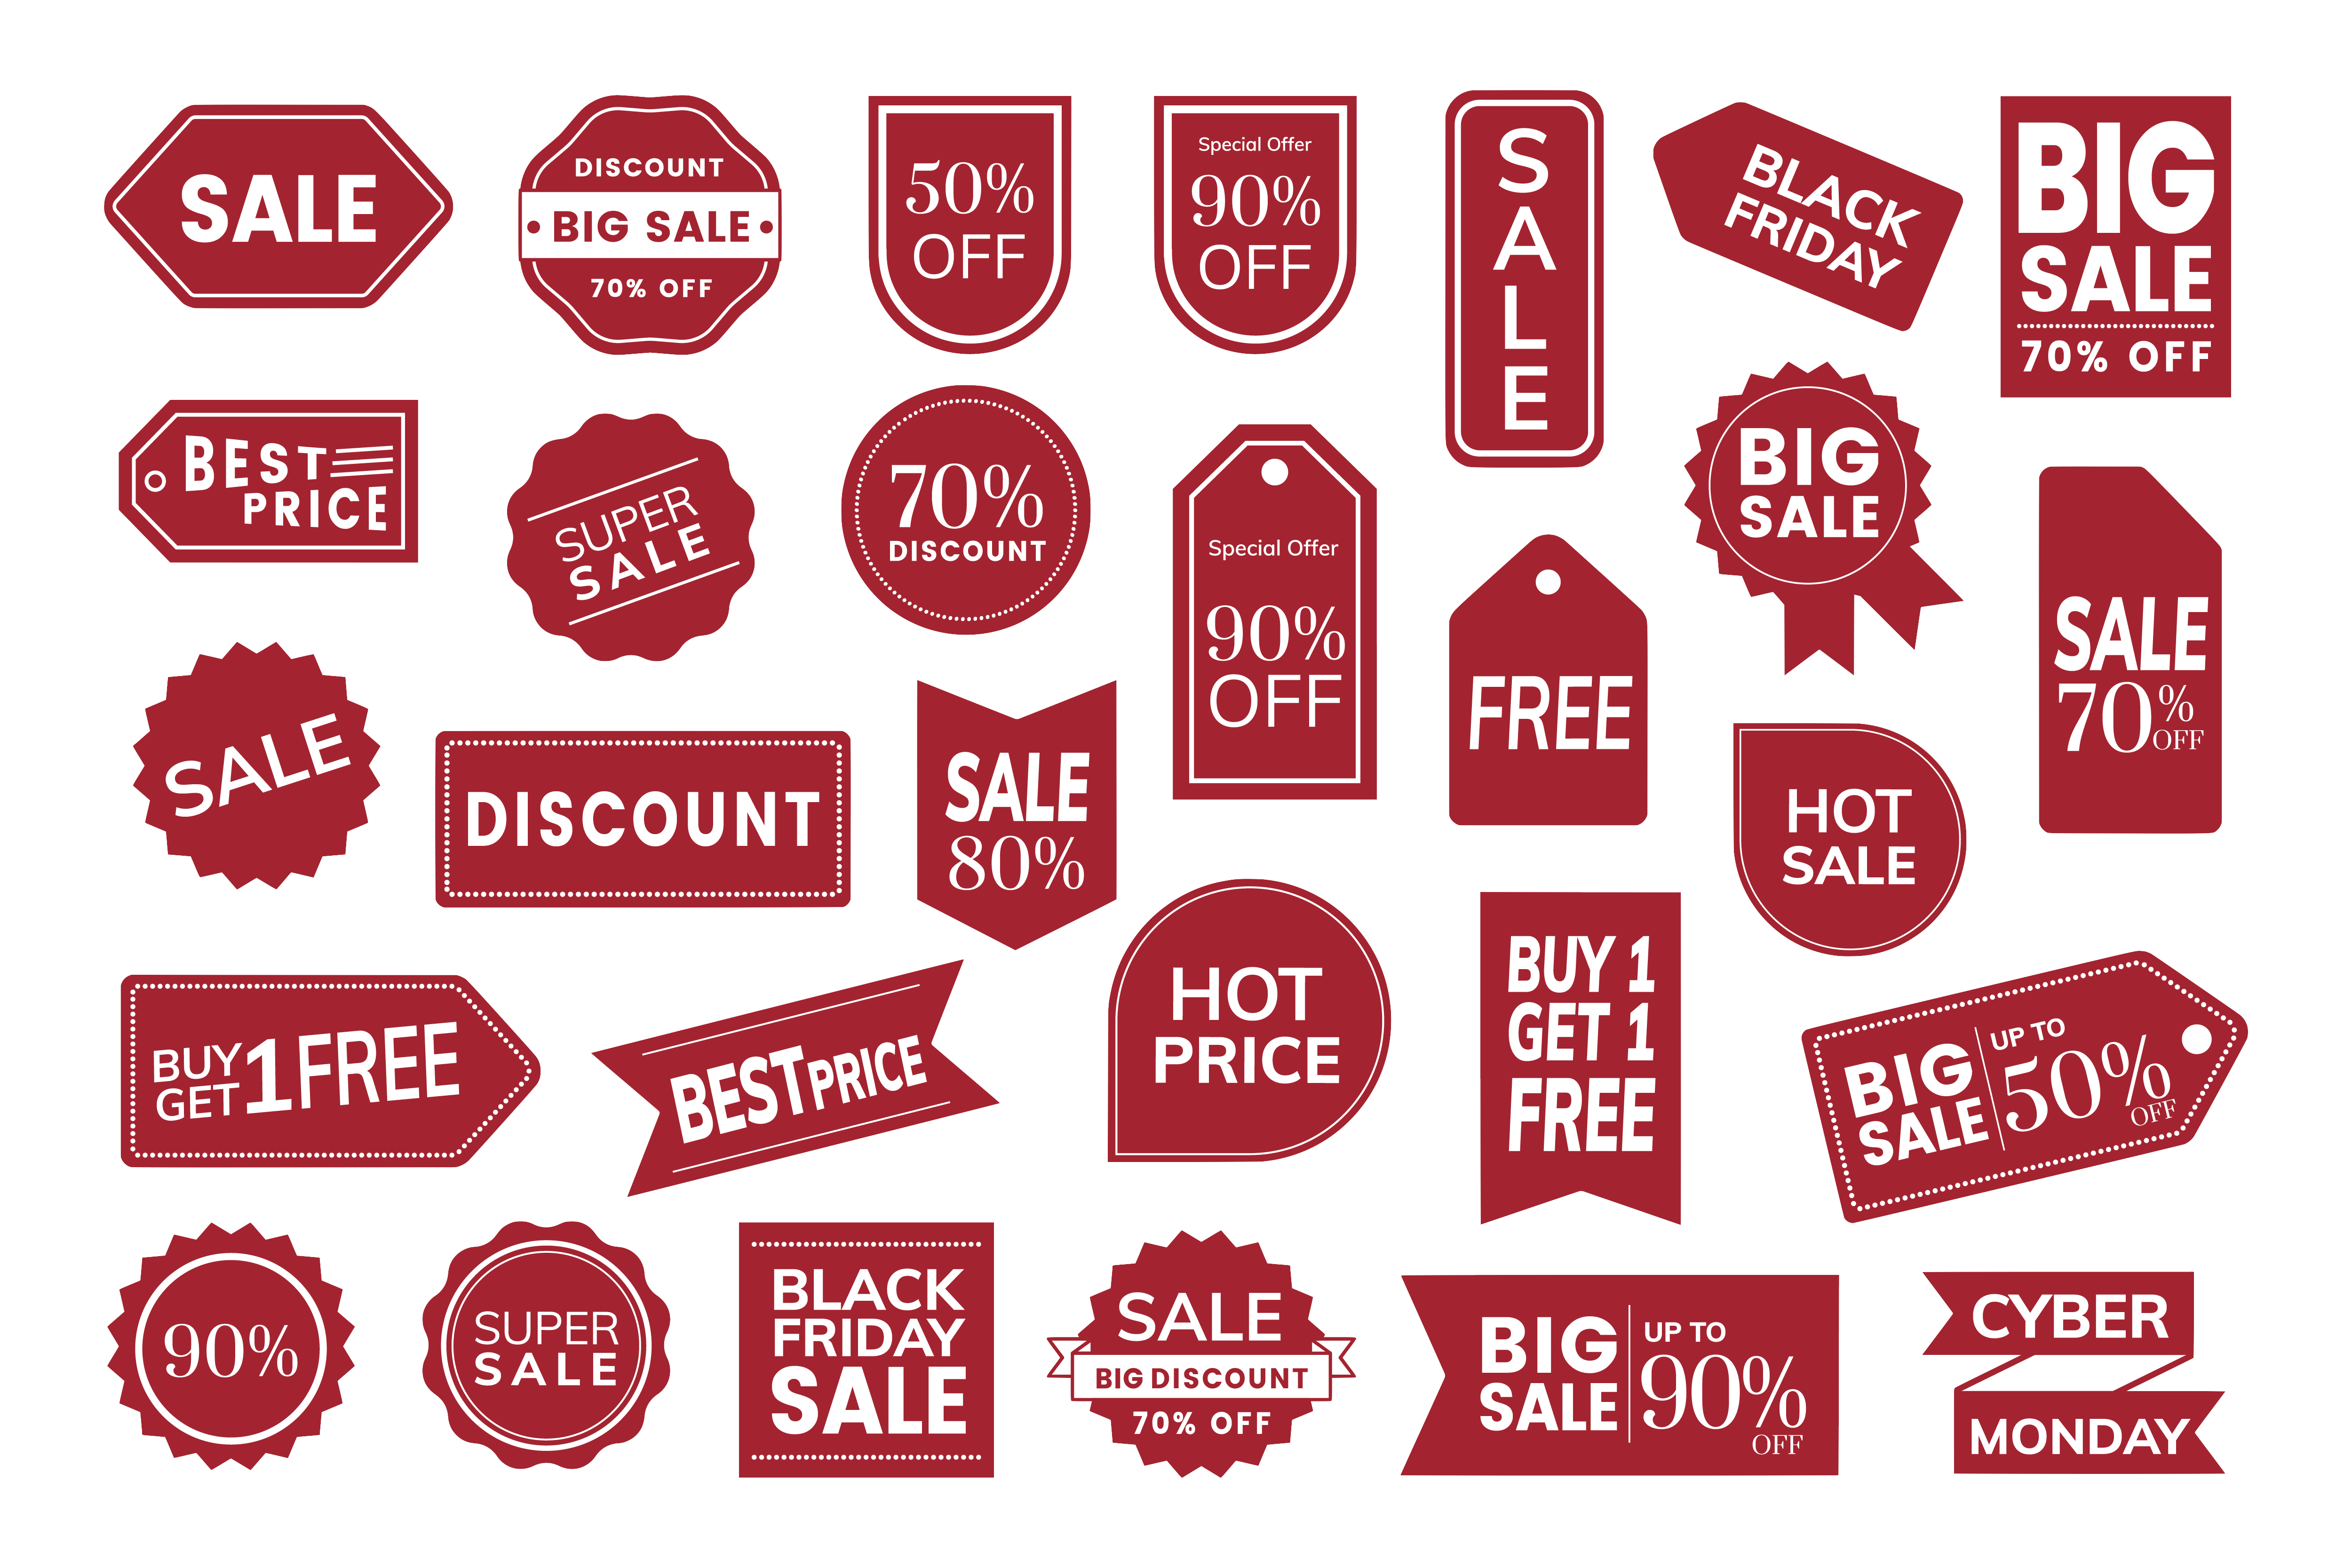 SALE
DISCOUNT
BIG SALE
70% OFF
50%
OFF
Special Offer
90%
OFF
S
A
L
E
BLACK
FRIDAY
BIG
SALE
70% OFF
BEST
PRICE
SUPER
SALE
70%
DISCOUNT
Special Offer
90%
OFF
FREE
BIG
SALE
SALE
70%
OFF
SALE
DISCOUNT
SALE
80%
HOT
SALE
BUY
GET 1 FREE
BEST PRICE
HOT
PRICE
BUY 1
GET 1
FREE
BIG
SALE
UP TO
50%
OFF
90%
SUPER
SALE
BLACK
FRIDAY
SALE
SALE
BIG DISCOUNT
70% OFF
BIG
SALE
UP TO
90%
OFF
CYBER
MONDAY